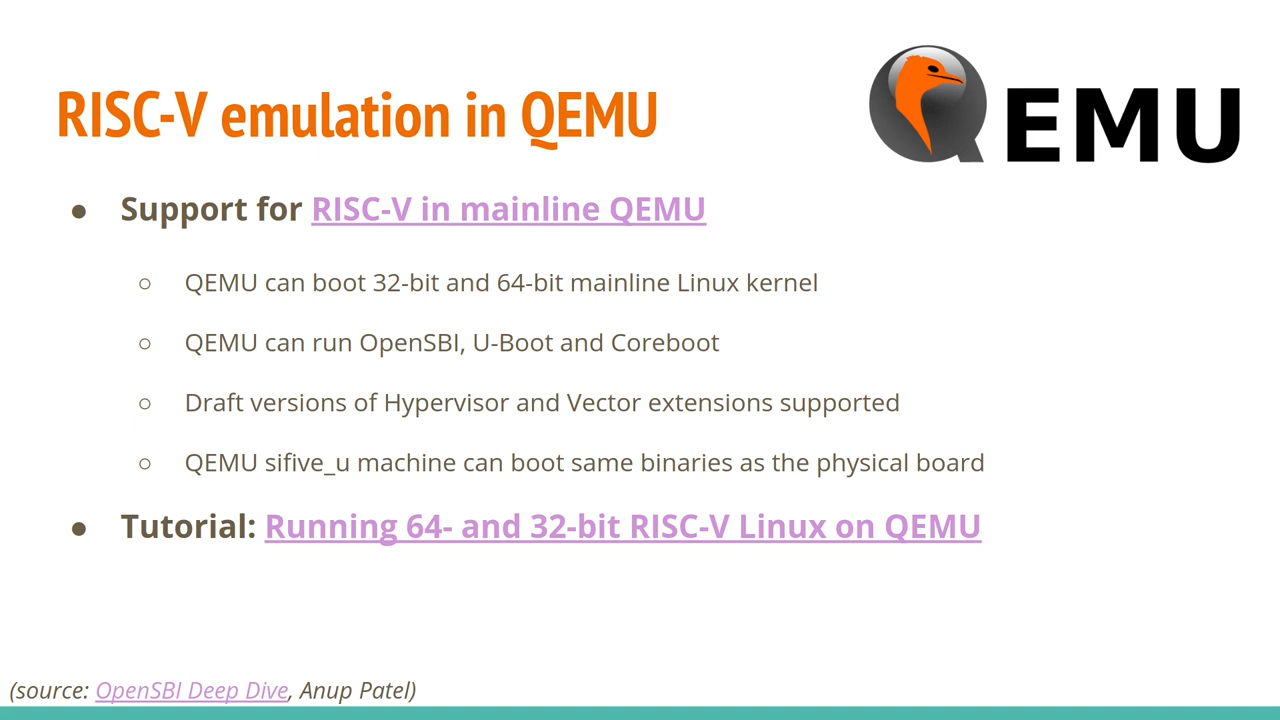 RISC-V emulation in QEMU
QEMU
● Support for RISC-V in mainline QEMU
○ QEMU can boot 32-bit and 64-bit mainline Linux kernel
○ QEMU can run OpenSBI, U-Boot and Coreboot
○ Draft versions of Hypervisor and Vector extensions supported
○ QEMU sifive_u machine can boot same binaries as the physical board
● Tutorial: Running 64- and 32-bit RISC-V Linux on QEMU
(source: OpenSBI Deep Dive, Anup Patel)